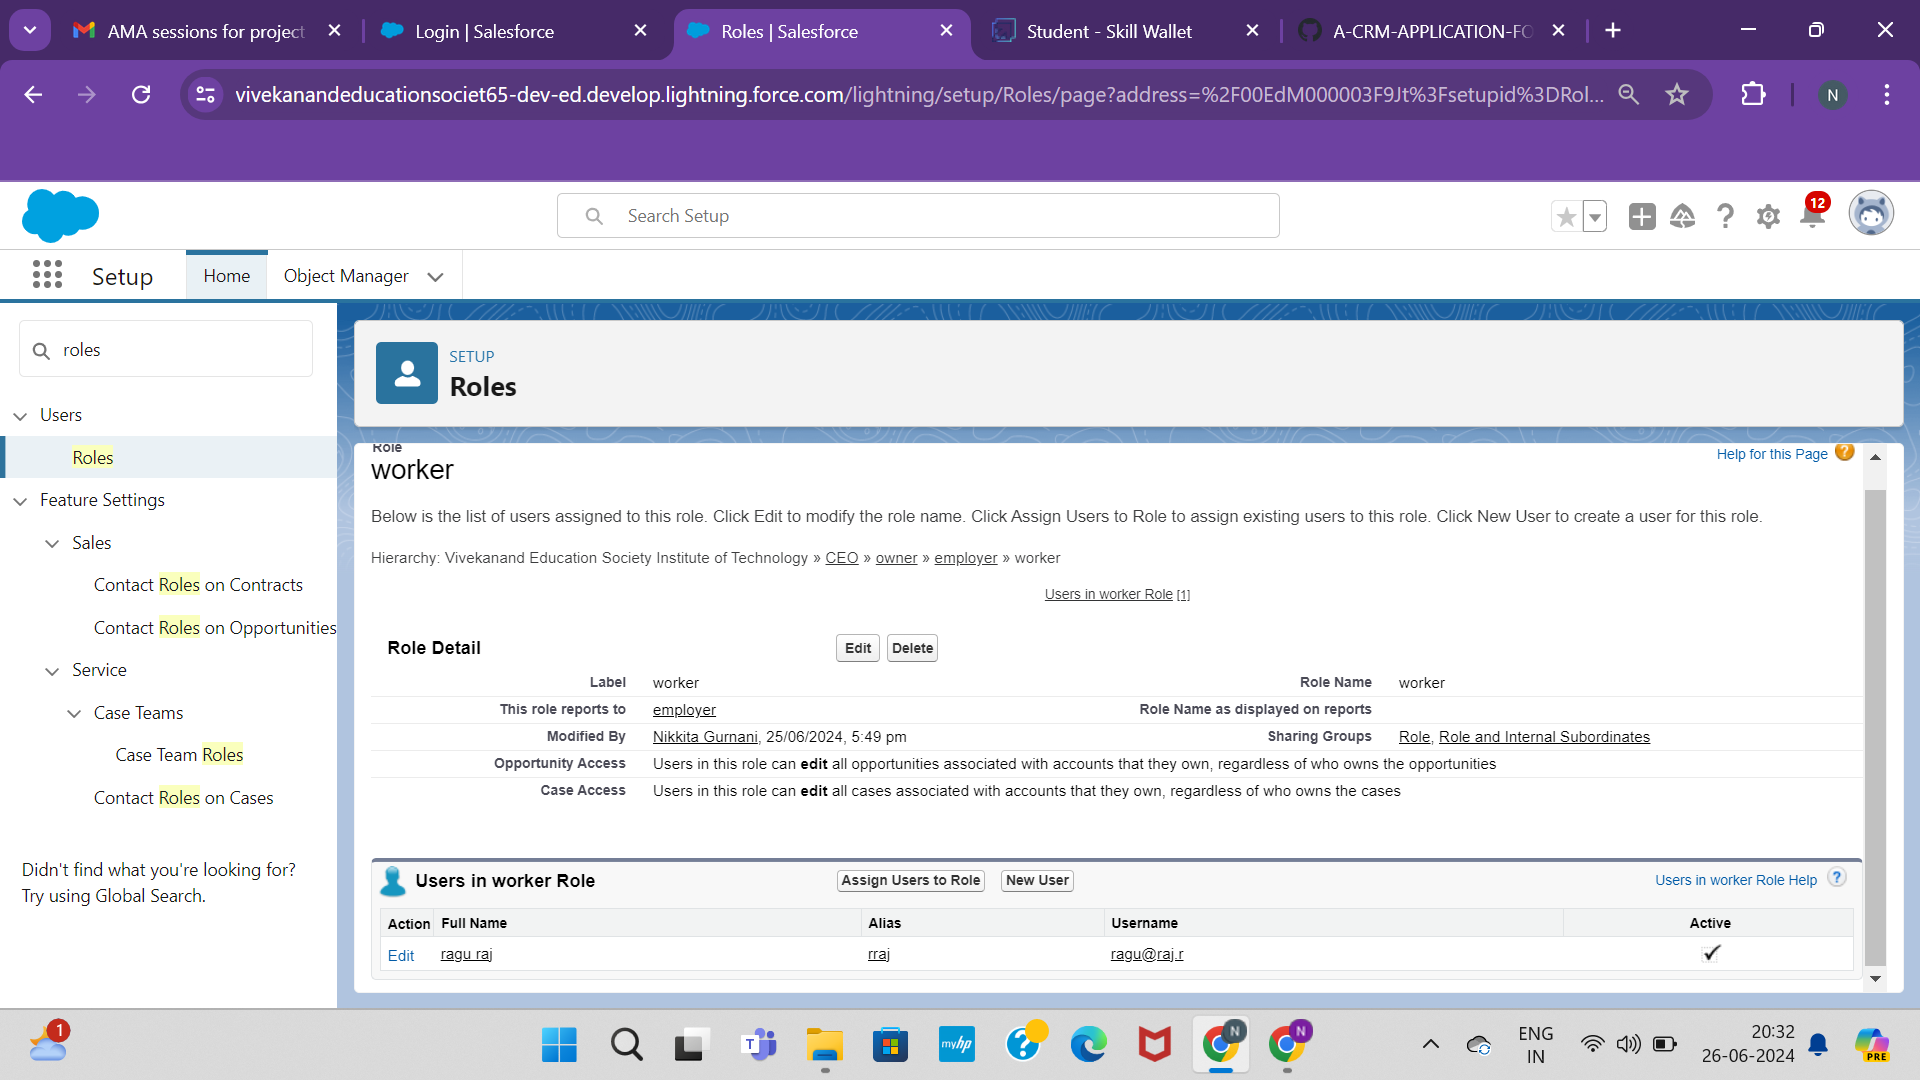 AMA sessions for project
Login | Salesforce
Roles | Salesforce
Student - Skill Wallet
A-CRM-APPLICATION-FO
vivekanandeducationsociet65-dev-ed.develop.lightning.force.com/lightning/setup/Roles/page?address=%2F00EdM000003F9Jt%3Fsetupid%3DRol...
N
Search Setup
12
Setup
Home
Object Manager
roles
Users
Roles
Feature Settings
Sales
Contact Roles on Contracts
Contact Roles on Opportunities
Service
Case Teams
Case Team Roles
Contact Roles on Cases
Didn't find what you're looking for?
Try using Global Search.
SETUP
Roles
Role
worker
Help for this Page ?
Below is the list of users assigned to this role. Click Edit to modify the role name. Click Assign Users to Role to assign existing users to this role. Click New User to create a user for this role.
Hierarchy: Vivekanand Education Society Institute of Technology » CEO » owner » employer » worker
Users in worker Role [1]
Role Detail Edit Delete
Label worker Role Name worker
This role reports to employer Role Name as displayed on reports
Modified By Nikkita Gurnani, 25/06/2024, 5:49 pm Sharing Groups Role, Role and Internal Subordinates
Opportunity Access Users in this role can edit all opportunities associated with accounts that they own, regardless of who owns the opportunities
Case Access Users in this role can edit all cases associated with accounts that they own, regardless of who owns the cases
Users in worker Role Assign Users to Role New User Users in worker Role Help ?
Action Full Name Alias Username Active
Edit ragu raj rraj ragu@raj.r
1
T
myhp
?
N
N
ENG
IN
20:32
26-06-2024
PRE